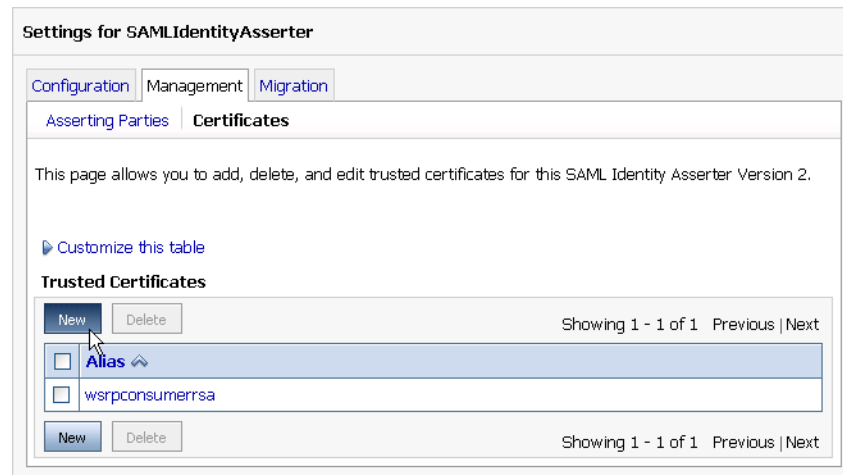 Settings for SAMLIdentityAsserter
Configuration Management Migration
Asserting Parties Certificates
This page allows you to add, delete, and edit trusted certificates for this SAML Identity Asserter Version 2.
Customize this table
Trusted Certificates
New Delete Showing 1 - 1 of 1 Previous | Next
Alias
wsrpconsumerrsa
New Delete Showing 1 - 1 of 1 Previous | Next